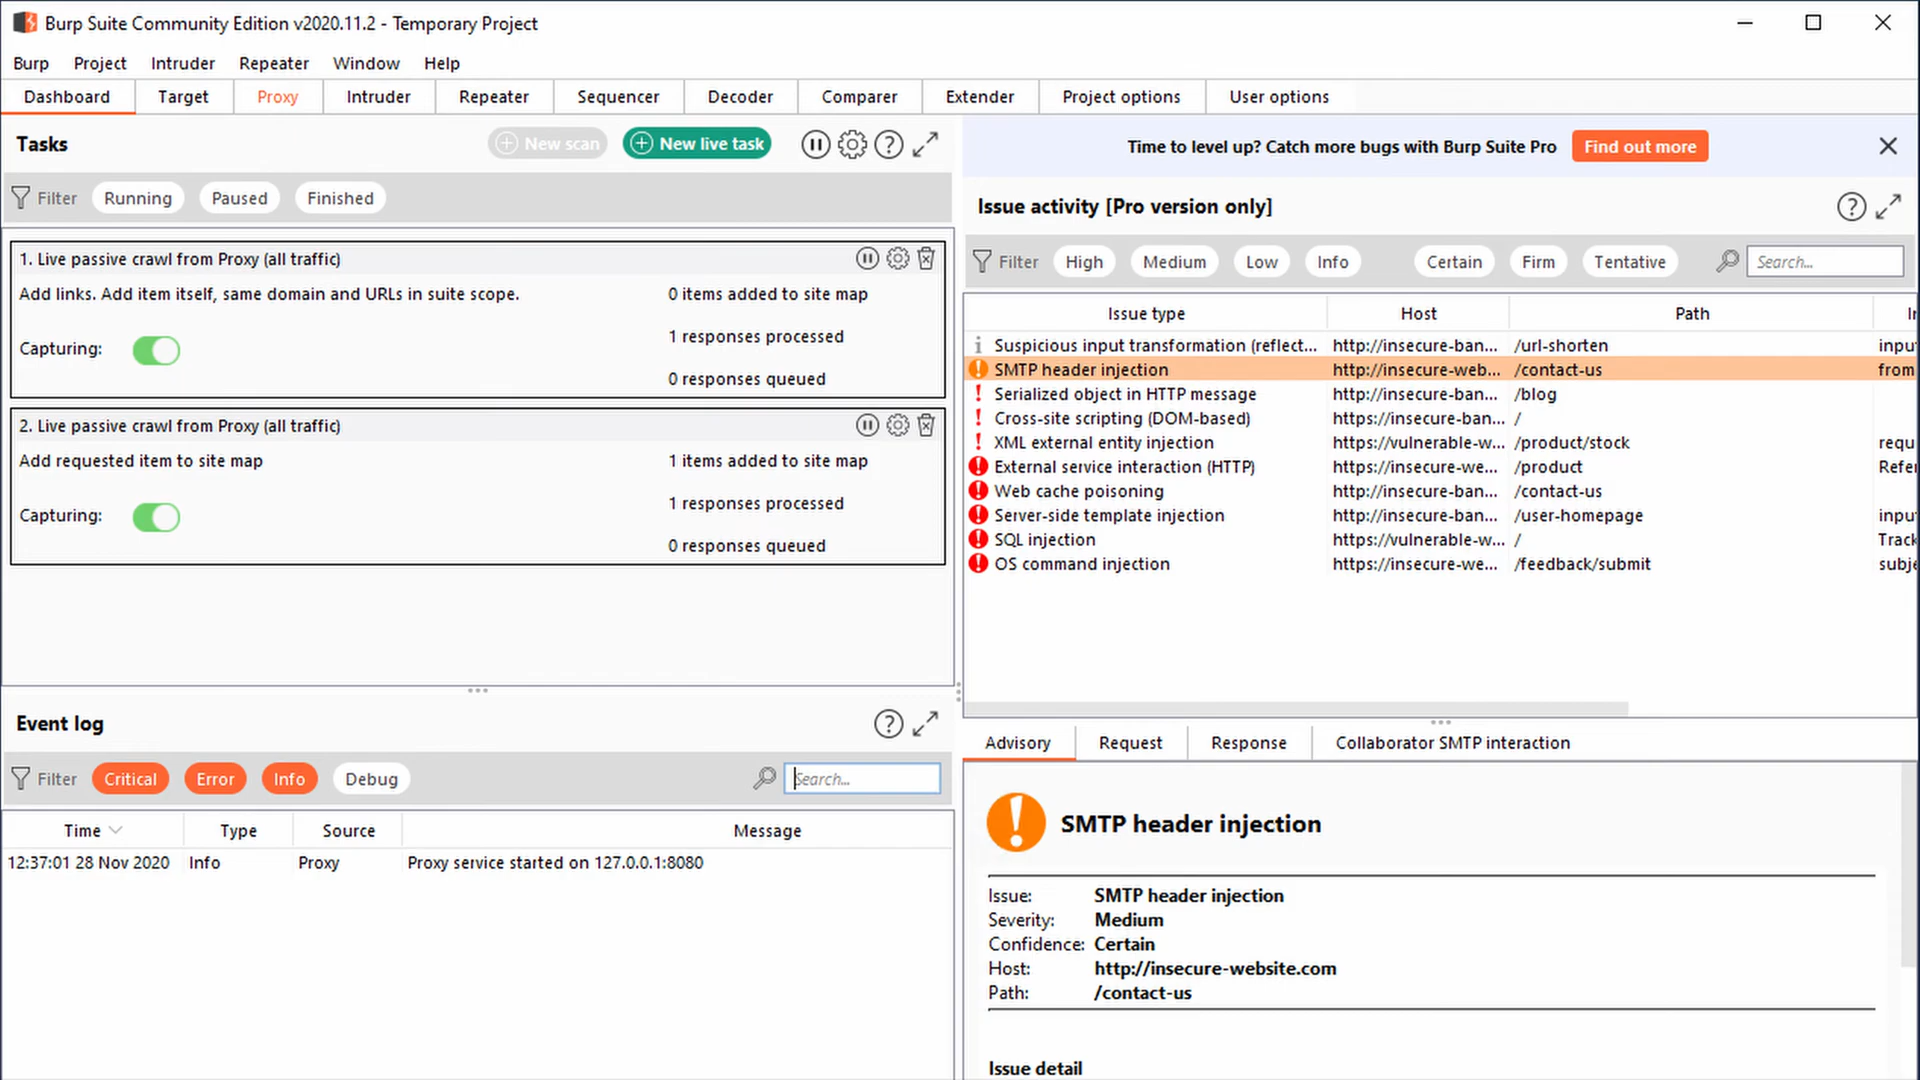 Burp Suite Community Edition v2020.11.2 - Temporary Project
Burp Project Intruder Repeater Window Help
Dashboard Target Proxy Intruder Repeater Sequencer Decoder Comparer Extender Project options User options
Tasks
New scan
New live task
Filter Running Paused Finished
1. Live passive crawl from Proxy (all traffic)
Add links. Add item itself, same domain and URLs in suite scope.
0 items added to site map
1 responses processed
Capturing:
0 responses queued
2. Live passive crawl from Proxy (all traffic)
Add requested item to site map
1 items added to site map
1 responses processed
Capturing:
0 responses queued
Event log
Filter Critical Error Info Debug
Search...
Time Type Source Message
12:37:01 28 Nov 2020 Info Proxy Proxy service started on 127.0.0.1:8080
Time to level up? Catch more bugs with Burp Suite Pro
Find out more
Issue activity [Pro version only]
Filter High Medium Low Info Certain Firm Tentative
Search...
Issue type Host Path
Suspicious input transformation (reflect... http://insecure-ban... /url-shorten inpu
SMTP header injection http://insecure-web... /contact-us from
Serialized object in HTTP message http://insecure-ban... /blog
Cross-site scripting (DOM-based) https://insecure-ban... /
XML external entity injection https://vulnerable-w... /product/stock requ
External service interaction (HTTP) https://insecure-we... /product Refe
Web cache poisoning http://insecure-ban... /contact-us
Server-side template injection http://insecure-ban... /user-homepage inpu
SQL injection https://vulnerable-w... / Track
OS command injection https://insecure-we... /feedback/submit subje
Advisory Request Response Collaborator SMTP interaction
SMTP header injection
Issue: SMTP header injection
Severity: Medium
Confidence: Certain
Host: http://insecure-website.com
Path: /contact-us
Issue detail